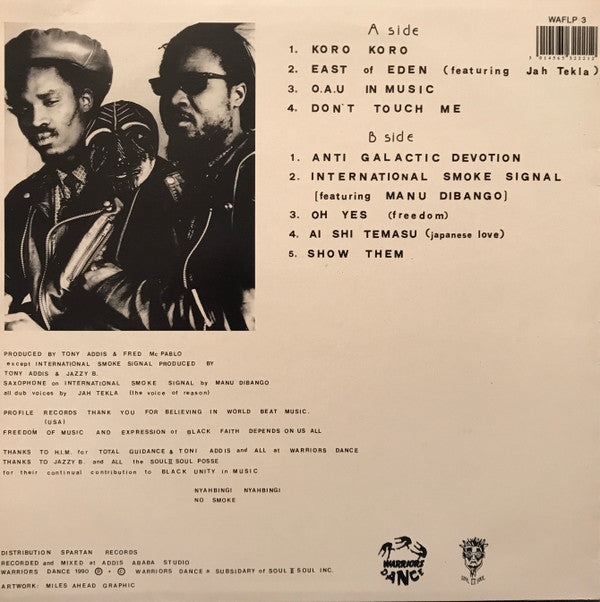 WAFLP 3
A side
1. KORO KORO
2. EAST of EDEN (featuring Jah Tekla)
3. O.A.U IN MUSIC
4. DON'T TOUCH ME
B side
1. ANTI GALACTIC DEVOTION
2. INTERNATIONAL SMOKE SIGNAL
[featuring MANU DIBANGO]
3. OH YES (freedom)
4. AI SHI TEMASU (japanese love)
5. SHOW THEM
PRODUCED BY TONY ADDIS & FRED Mc PABLO
except INTERNATIONAL SMOKE SIGNAL PRODUCED BY
TONY ADDIS & JAZZY B.
SAXOPHONE on INTERNATIONAL SMOKE SIGNAL by MANU DIBANGO
all dub voices by JAH TEKLA (the voice of reason)
PROFILE RECORDS THANK YOU FOR BELIEVING IN WORLD BEAT MUSIC.
(USA)
FREEDOM OF MUSIC AND EXPRESSION of BLACK FAITH DEPENDS ON US ALL
THANKS TO H.I.M. for TOTAL GUIDANCE & TONI ADDIS and All at WARRIORS DANCE
THANKS TO JAZZY B. and All the SOUL II SOUL POSSE
for their continual contribution to BLACK UNITY in MUSIC
NYAHBINGI NYAHBINGI
NO SMOKE
DISTRIBUTION SPARTAN RECORDS
RECORDED and MIXED at ADDIS ABABA STUDIO
WARRIORS DANCE 1990 ℗ + © WARRIORS DANCE A SUBSIDARY of SOUL II SOUL INC.
ARTWORK: MILES AHEAD GRAPHIC
WARRIORS
DANCE